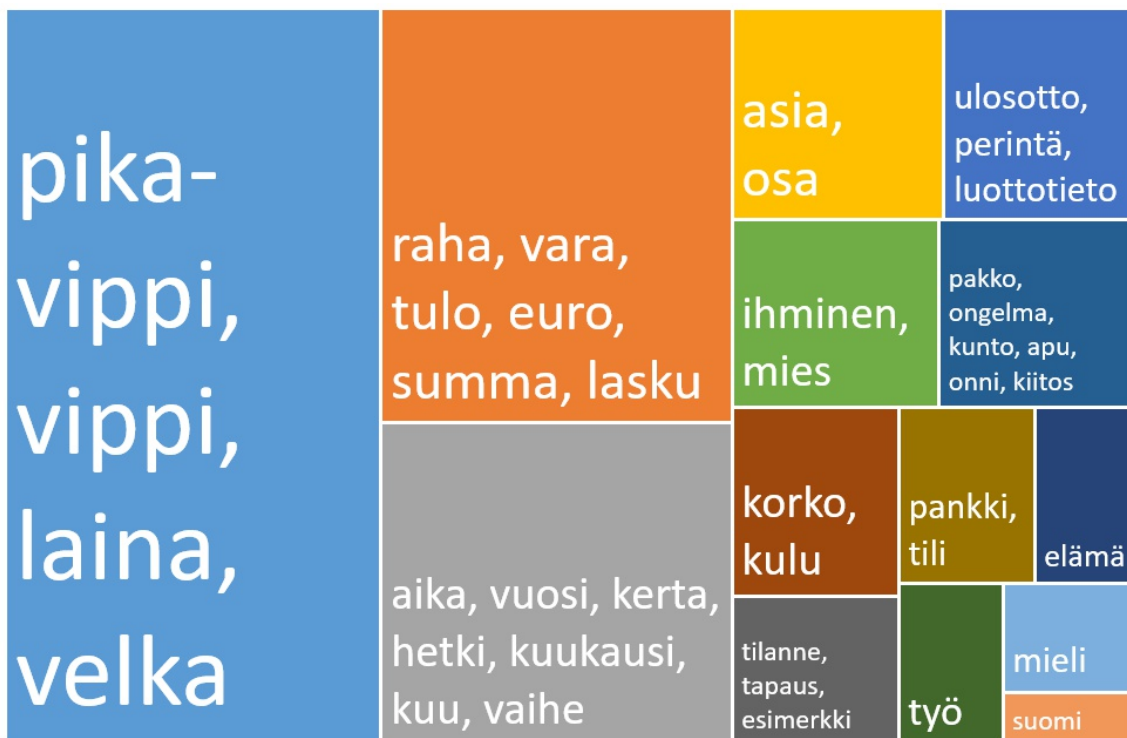 pika-
vippi,
vippi,
laina,
velka
raha, vara,
tulo, euro,
summa, lasku
aika, vuosi, kerta,
hetki, kuukausi,
kuu, vaihe
asia,
osa
ulosotto,
perintä,
luottotieto
ihminen,
mies
pakko,
ongelma,
kunto, apu,
onni, kiitos
korko,
kulu
pankki,
tili
elämä
tilanne,
tapaus,
esimerkki
työ
mieli
suomi